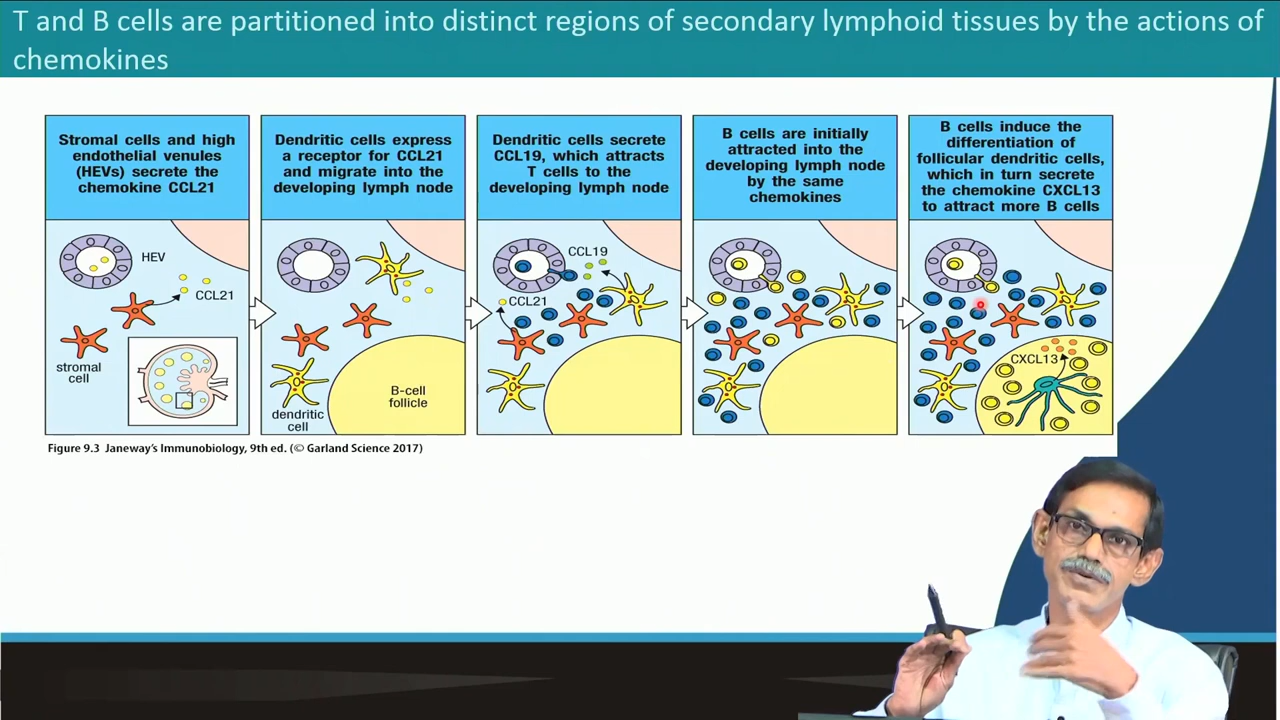 T and B cells are partitioned into distinct regions of secondary lymphoid tissues by the actions of
chemokines
Stromal cells and high
endothelial venules
(HEVs) secrete the
chemokine CCL21
Dendritic cells express
a receptor for CCL21
and migrate into the
developing lymph node
Dendritic cells secrete
CCL19, which attracts
T cells to the
developing lymph node
B cells are initially
attracted into the
developing lymph node
by the same
chemokines
B cells induce the
differentiation of
follicular dendritic cells,
which in turn secrete
the chemokine CXCL13
to attract more B cells
HEV
CCL21
stromal
cell
B-cell
follicle
dendritic
cell
CCL19
CCL21
CXCL13
Figure 9.3 Janeway's Immunobiology, 9th ed. (© Garland Science 2017)